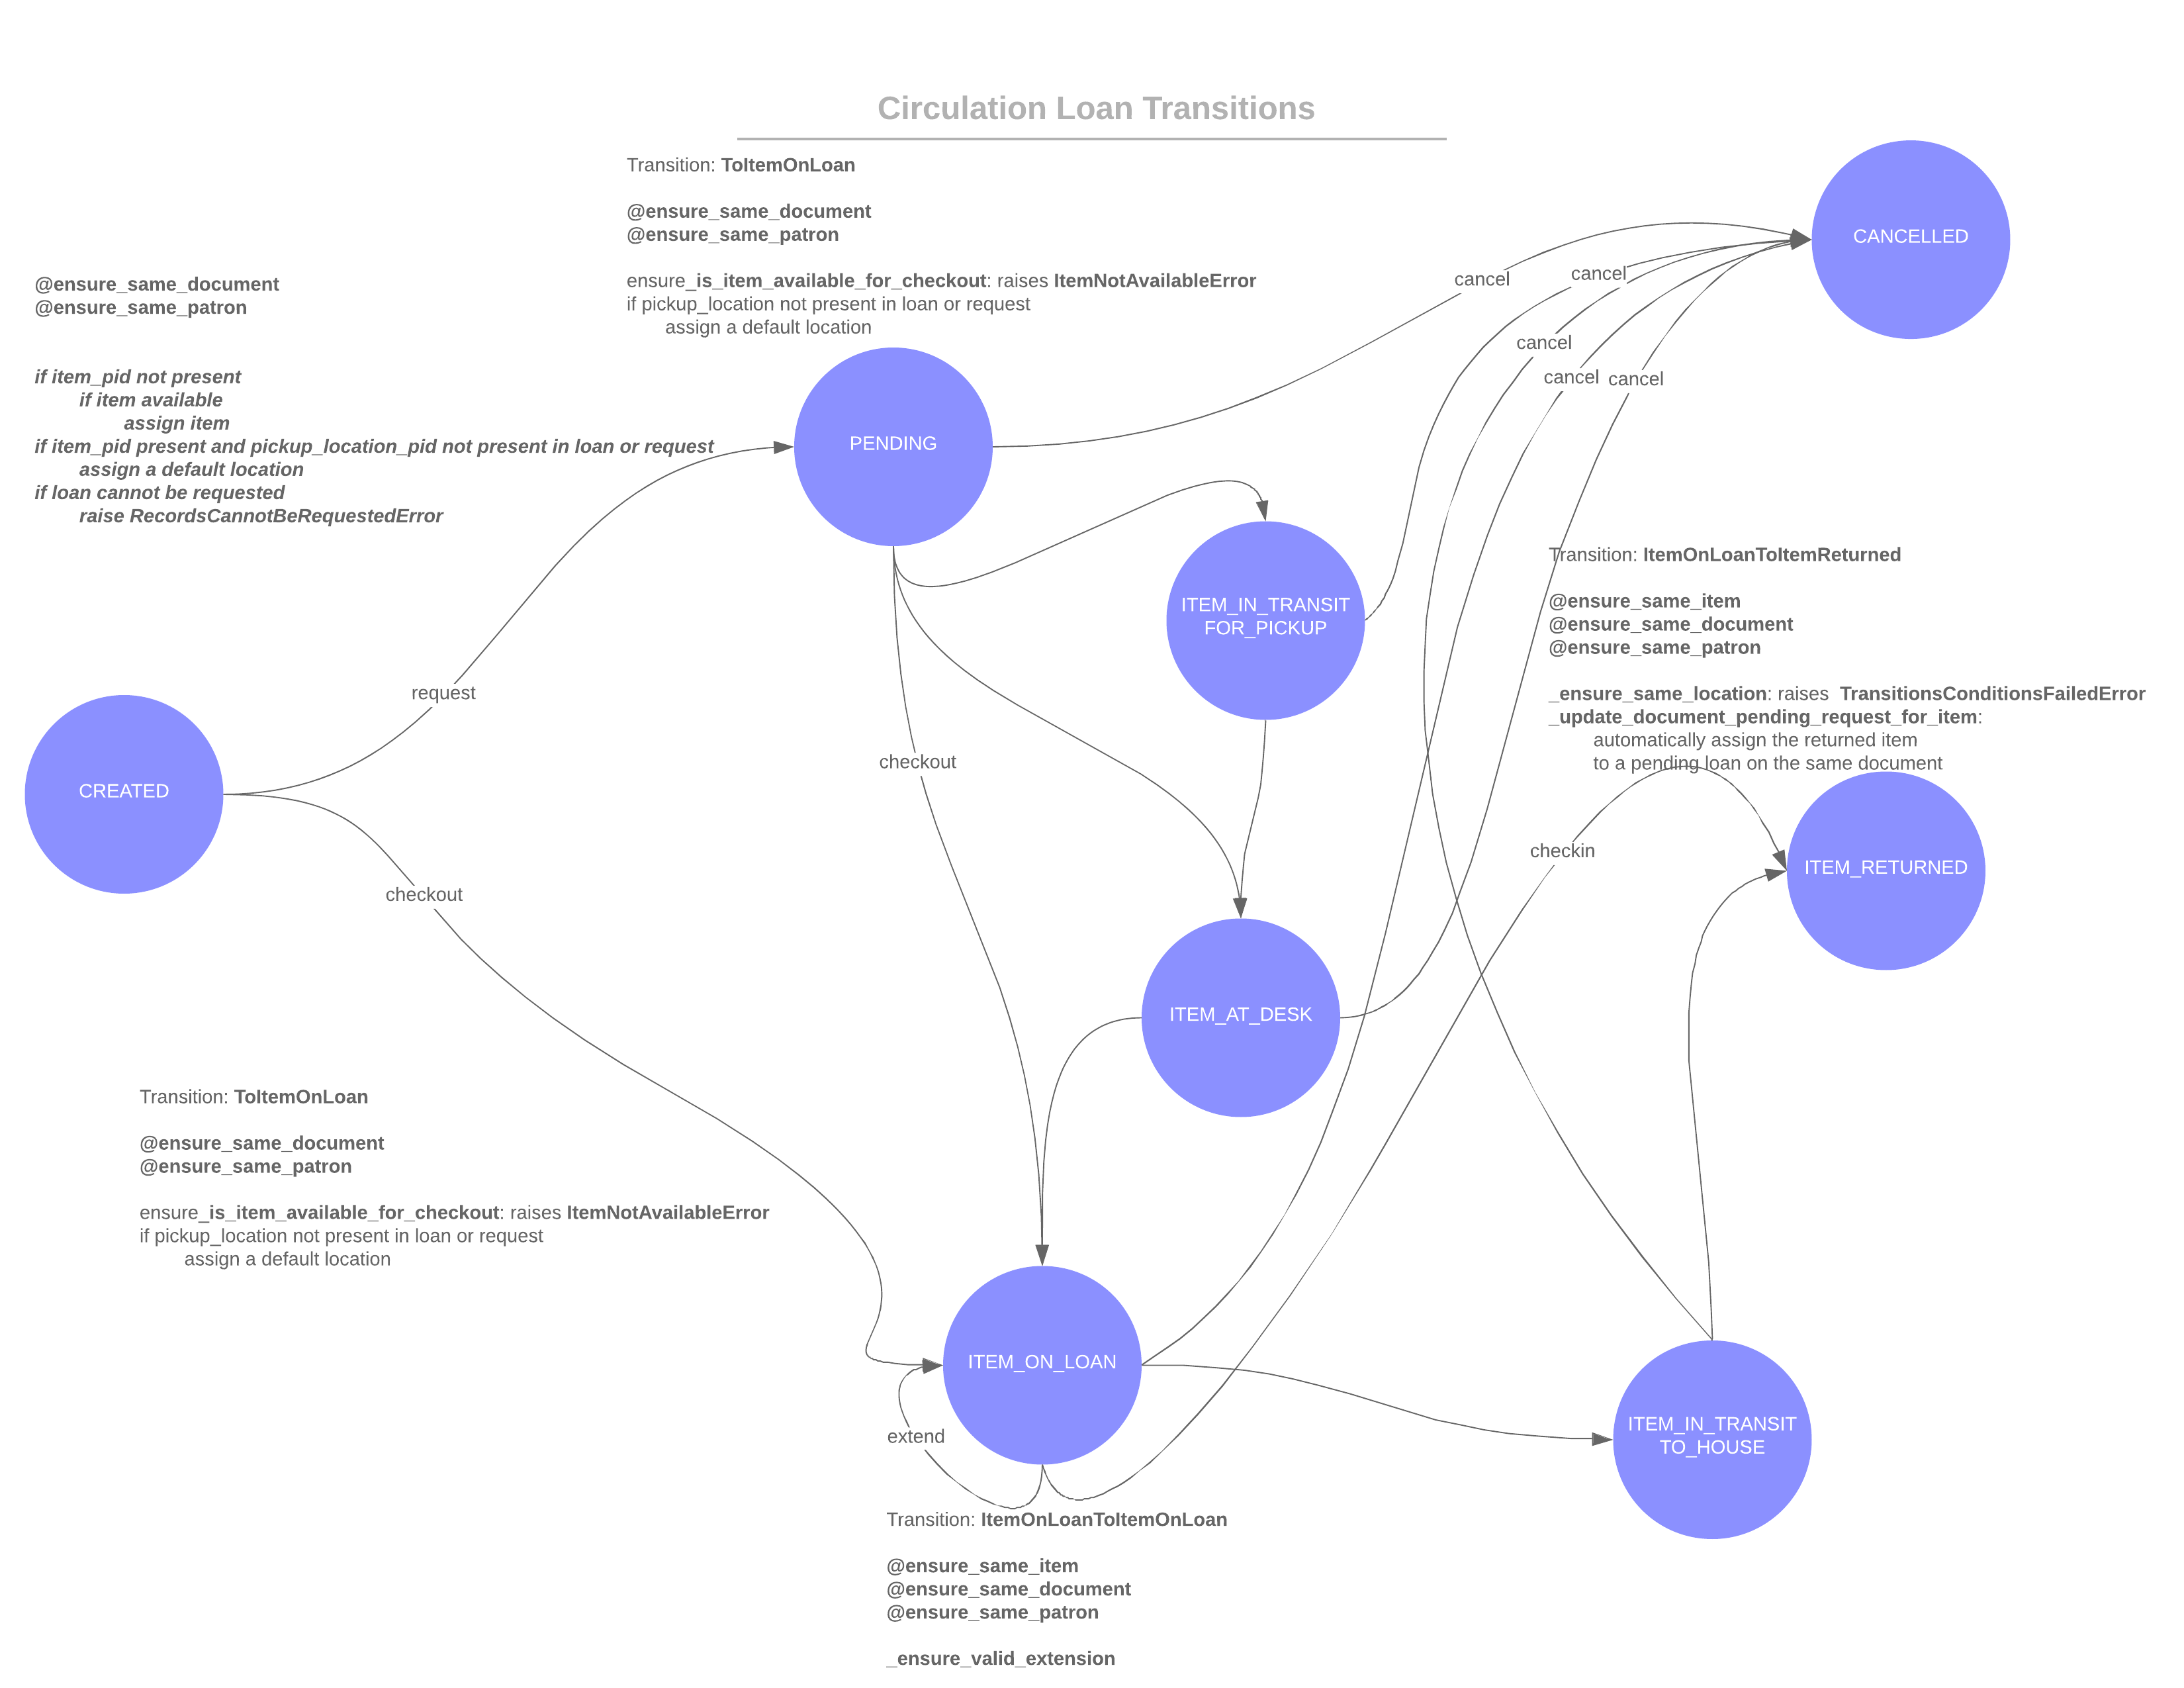 Circulation Loan Transitions
Transition: ToItemOnLoan
@ensure_same_document
@ensure_same_patron
ensure_is_item_available_for_checkout: raises ItemNotAvailableError
if pickup_location not present in loan or request
assign a default location
@ensure_same_document
@ensure_same_patron
if item_pid not present
if item available
assign item
if item_pid present and pickup_location_pid not present in loan or request
assign a default location
if loan cannot be requested
raise RecordsCannotBeRequestedError
CANCELLED
cancel
cancel
cancel
cancel
cancel
PENDING
ITEM_IN_TRANSIT
FOR_PICKUP
Transition: ItemOnLoanToItemReturned
@ensure_same_item
@ensure_same_document
@ensure_same_patron
_ensure_same_location: raises TransitionsConditionsFailedError
_update_document_pending_request_for_item:
automatically assign the returned item
to a pending loan on the same document
request
CREATED
checkout
checkout
checkin
ITEM_RETURNED
ITEM_AT_DESK
Transition: ToItemOnLoan
@ensure_same_document
@ensure_same_patron
ensure_is_item_available_for_checkout: raises ItemNotAvailableError
if pickup_location not present in loan or request
assign a default location
ITEM_ON_LOAN
extend
ITEM_IN_TRANSIT
TO_HOUSE
Transition: ItemOnLoanToItemOnLoan
@ensure_same_item
@ensure_same_document
@ensure_same_patron
_ensure_valid_extension